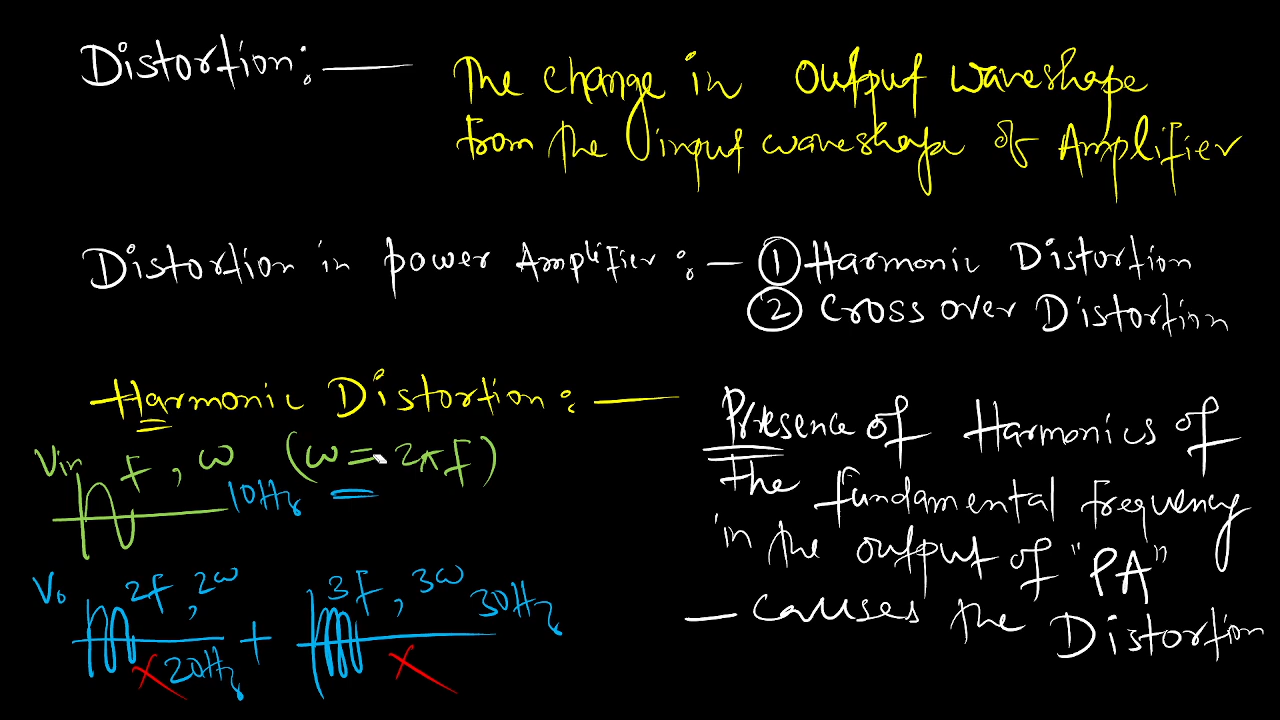 Distortion :—
The change in output waveshape
from the input waveshape of Amplifier
Distortion in power Amplifier :— ① Harmonic Distortion
② Cross over Distortion
Harmonic Distortion :—
Presence of Harmonics of
the fundamental frequency
in the output of "PA"
— causes the Distortion
Vin f, ω (ω = 2πf)
10Hz
Vo 2f, 2ω + 3f, 3ω 30Hz
20Hz